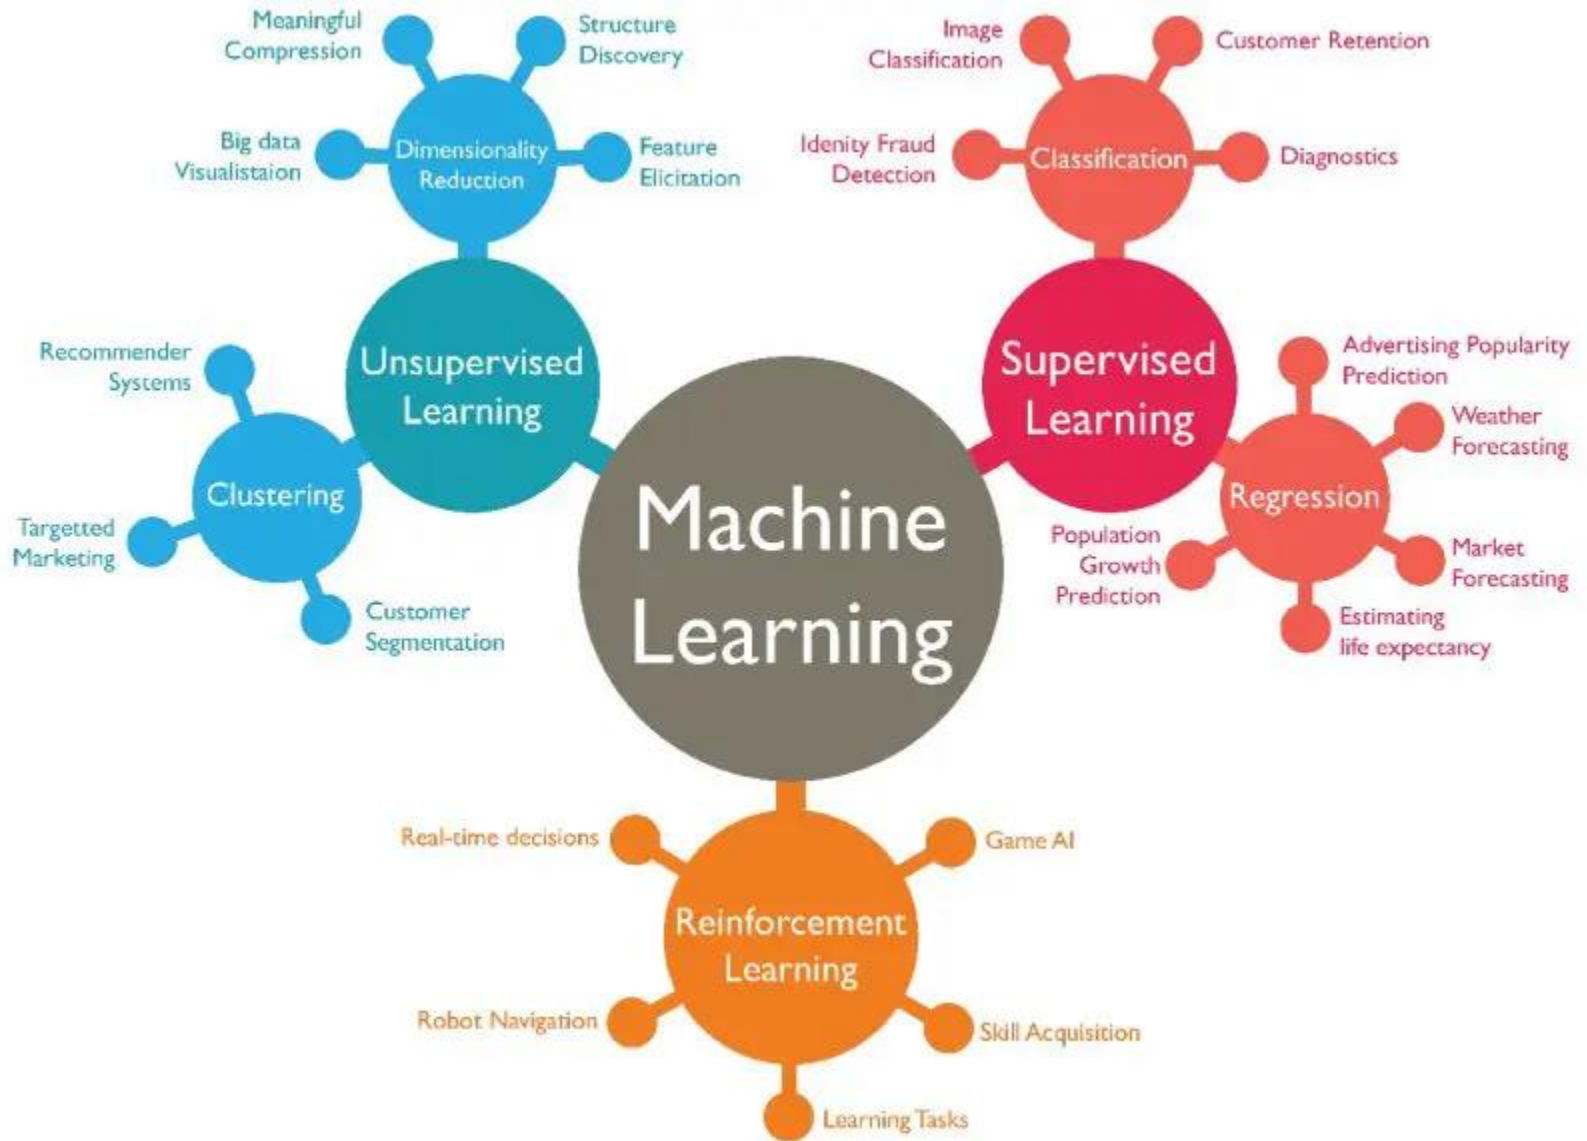 Meaningful
Compression
Structure
Discovery
Big data
Visualistaion
Dimensionality
Reduction
Feature
Elicitation
Image
Classification
Customer Retention
Idenity Fraud
Detection
Classification
Diagnostics
Unsupervised
Learning
Recommender
Systems
Clustering
Targetted
Marketing
Customer
Segmentation
Machine
Learning
Supervised
Learning
Advertising Popularity
Prediction
Weather
Forecasting
Regression
Population
Growth
Prediction
Market
Forecasting
Estimating
life expectancy
Real-time decisions
Game AI
Reinforcement
Learning
Robot Navigation
Skill Acquisition
Learning Tasks